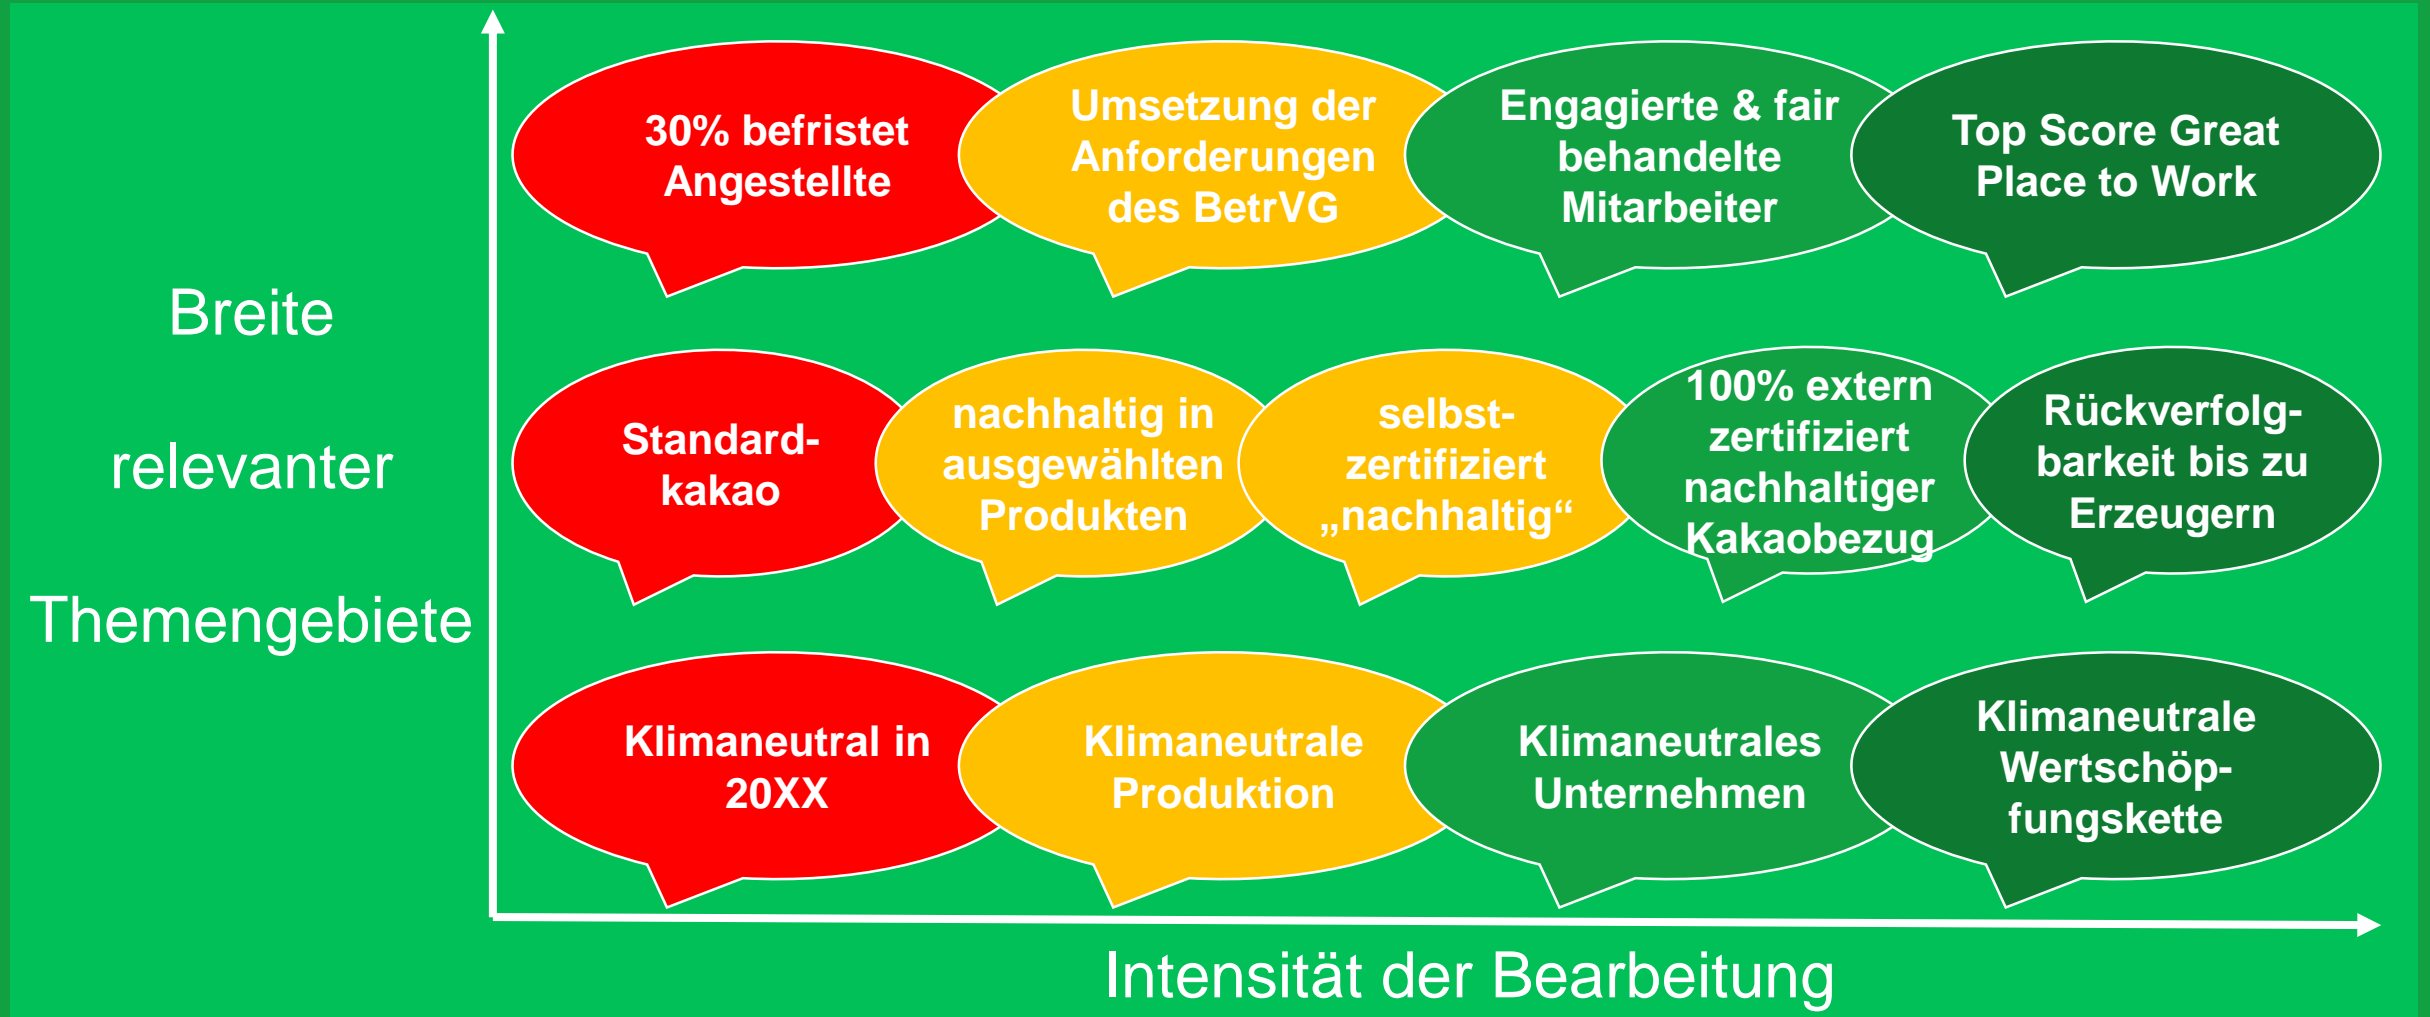 Breite
relevanter
Themengebiete
30% befristet
Angestellte
Umsetzung der
Anforderungen
des BetrVG
Engagierte & fair
behandelte
Mitarbeiter
Top Score Great
Place to Work
Standard-
kakao
nachhaltig in
ausgewählten
Produkten
selbst-
zertifiziert
„nachhaltig“
100% extern
zertifiziert
nachhaltiger
Kakaobezug
Rückverfolg-
barkeit bis zu
Erzeugern
Klimaneutral in
20XX
Klimaneutrale
Produktion
Klimaneutrales
Unternehmen
Klimaneutrale
Wertschöp-
fungskette
Intensität der Bearbeitung